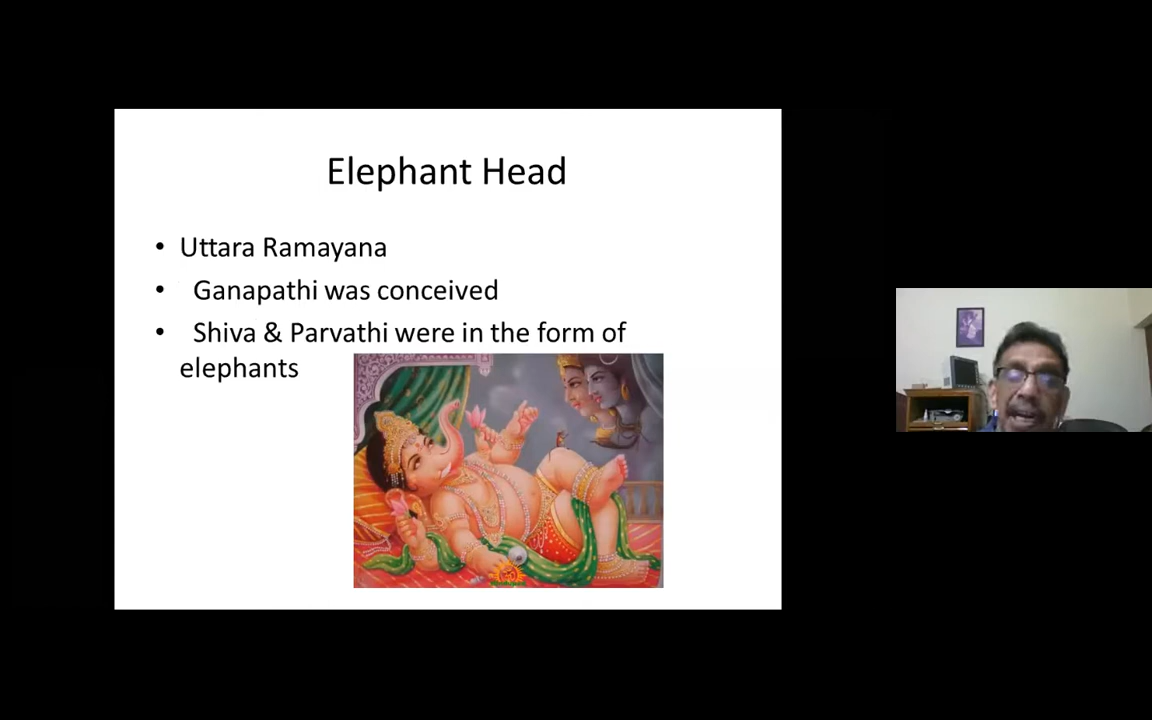 Elephant Head
• Uttara Ramayana
• Ganapathi was conceived
• Shiva & Parvathi were in the form of
elephants